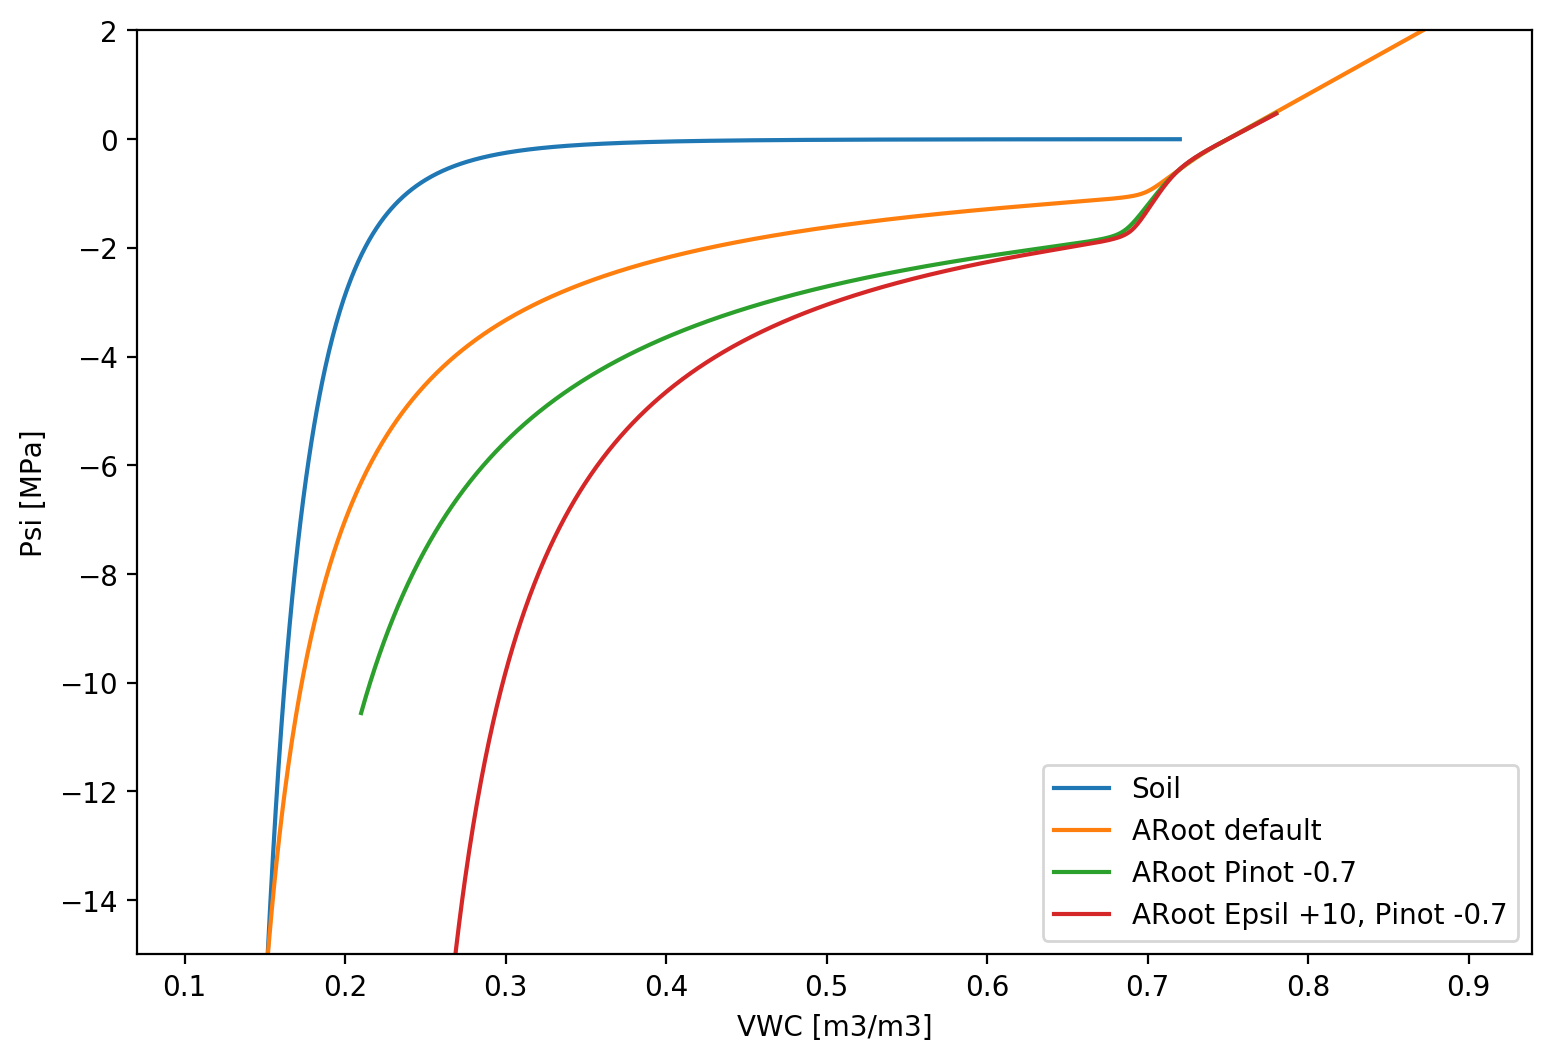 2
0
−2
−4
−6
−8
−10
−12
−14
Psi [MPa]
0.1 0.2 0.3 0.4 0.5 0.6 0.7 0.8 0.9
VWC [m3/m3]
Soil
ARoot default
ARoot Pinot -0.7
ARoot Epsil +10, Pinot -0.7